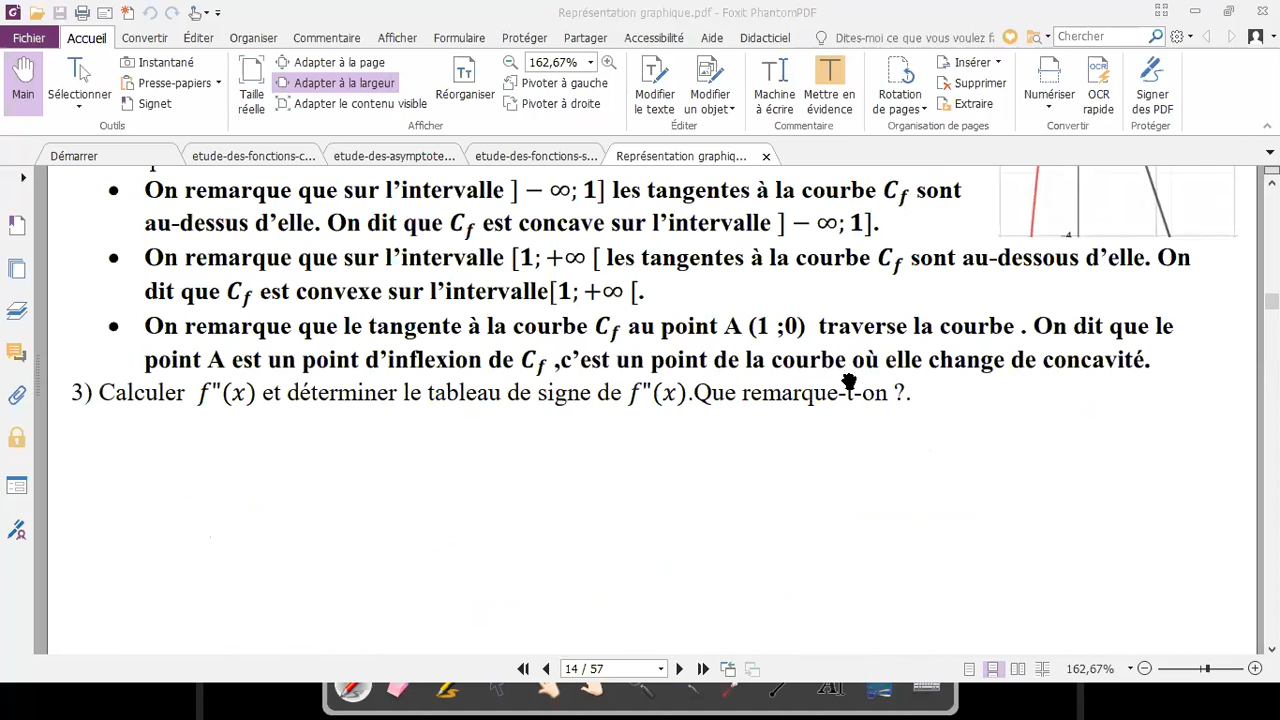 Représentation graphique.pdf - Foxit PhantomPDF
Fichier Accueil Convertir Éditer Organiser Commentaire Afficher Formulaire Protéger Partager Accessibilité Aide Didacticiel Dites-moi ce que vous voulez f Chercher
Main
Sélectionner
Instantané
Presse-papiers
Signet
Outils
Taille réelle
Adapter à la page
Adapter à la largeur
Adapter le contenu visible
Réorganiser
162,67%
Pivoter à gauche
Pivoter à droite
Afficher
Modifier le texte
Modifier un objet
Éditer
Machine à écrire
Mettre en évidence
Commentaire
Rotation de pages
Insérer
Supprimer
Extraire
Organisation de pages
Numériser
OCR rapide
Convertir
Signer des PDF
Protéger
Démarrer etude-des-fonctions-c... etude-des-asymptote... etude-des-fonctions-s... Représentation graphiq...
• On remarque que sur l'intervalle ] − ∞; 1] les tangentes à la courbe C_f sont
au-dessus d'elle. On dit que C_f est concave sur l'intervalle ] − ∞; 1].
• On remarque que sur l'intervalle [1; +∞ [ les tangentes à la courbe C_f sont au-dessous d'elle. On
dit que C_f est convexe sur l'intervalle[1; +∞ [.
• On remarque que le tangente à la courbe C_f au point A (1 ;0) traverse la courbe . On dit que le
point A est un point d'inflexion de C_f ,c'est un point de la courbe où elle change de concavité.
3) Calculer f"(x) et déterminer le tableau de signe de f"(x).Que remarque-t-on ?.
-4
14 / 57
162,67%
AI